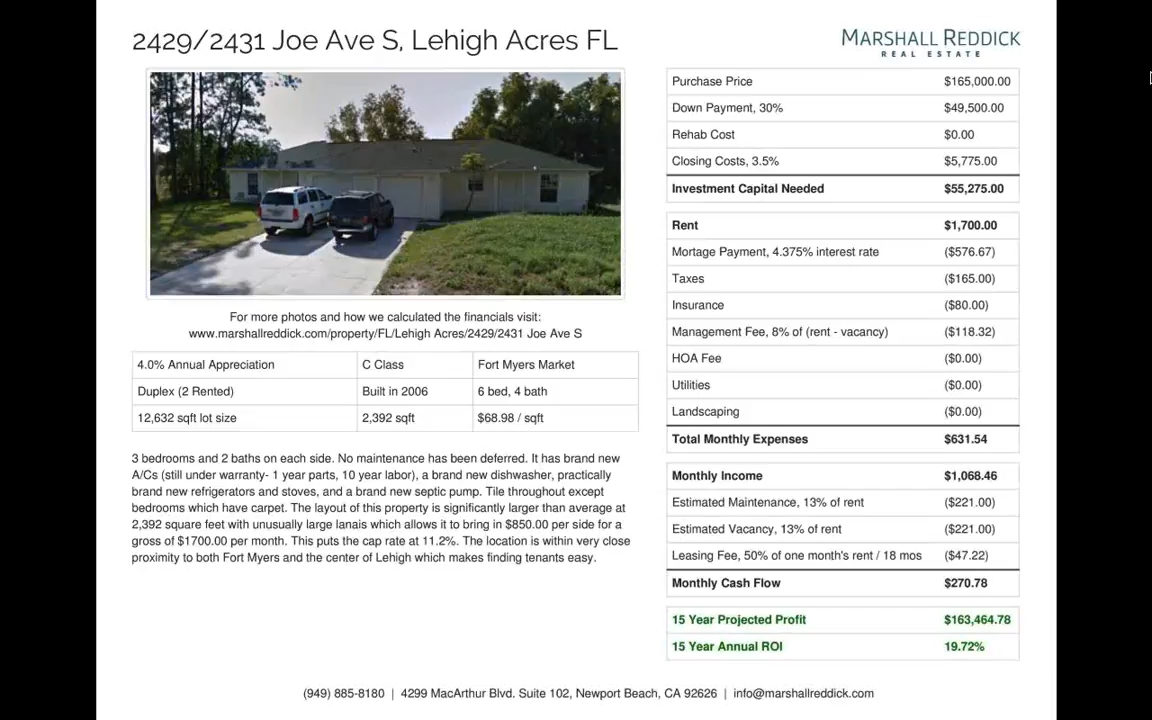 2429/2431 Joe Ave S, Lehigh Acres FL
MARSHALL REDDICK
REAL ESTATE
For more photos and how we calculated the financials visit:
www.marshallreddick.com/property/FL/Lehigh Acres/2429/2431 Joe Ave S
4.0% Annual Appreciation C Class Fort Myers Market
Duplex (2 Rented) Built in 2006 6 bed, 4 bath
12,632 sqft lot size 2,392 sqft $68.98 / sqft
3 bedrooms and 2 baths on each side. No maintenance has been deferred. It has brand new
A/Cs (still under warranty- 1 year parts, 10 year labor), a brand new dishwasher, practically
brand new refrigerators and stoves, and a brand new septic pump. Tile throughout except
bedrooms which have carpet. The layout of this property is significantly larger than average at
2,392 square feet with unusually large lanais which allows it to bring in $850.00 per side for a
gross of $1700.00 per month. This puts the cap rate at 11.2%. The location is within very close
proximity to both Fort Myers and the center of Lehigh which makes finding tenants easy.
Purchase Price $165,000.00
Down Payment, 30% $49,500.00
Rehab Cost $0.00
Closing Costs, 3.5% $5,775.00
Investment Capital Needed $55,275.00
Rent $1,700.00
Mortage Payment, 4.375% interest rate ($576.67)
Taxes ($165.00)
Insurance ($80.00)
Management Fee, 8% of (rent - vacancy) ($118.32)
HOA Fee ($0.00)
Utilities ($0.00)
Landscaping ($0.00)
Total Monthly Expenses $631.54
Monthly Income $1,068.46
Estimated Maintenance, 13% of rent ($221.00)
Estimated Vacancy, 13% of rent ($221.00)
Leasing Fee, 50% of one month's rent / 18 mos ($47.22)
Monthly Cash Flow $270.78
15 Year Projected Profit $163,464.78
15 Year Annual ROI 19.72%
(949) 885-8180 | 4299 MacArthur Blvd. Suite 102, Newport Beach, CA 92626 | info@marshallreddick.com